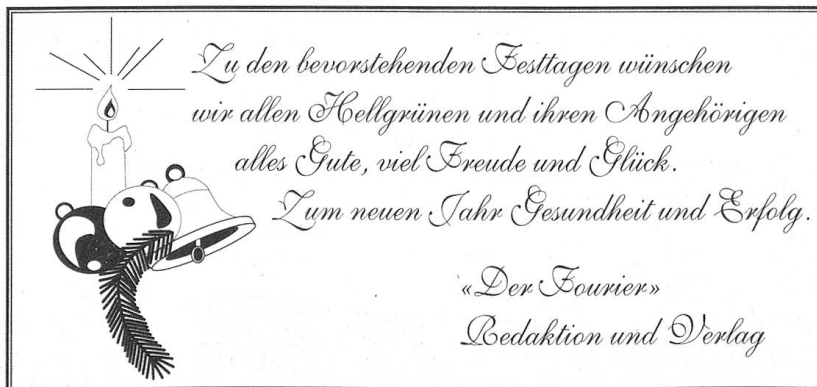 Zu den bevorstehenden Festtagen wünschen
wir allen Hellgrünen und ihren Angehörigen
alles Gute, viel Freude und Glück.
Zum neuen Jahr Gesundheit und Erfolg.
«Der Fourier»
Redaktion und Verlag